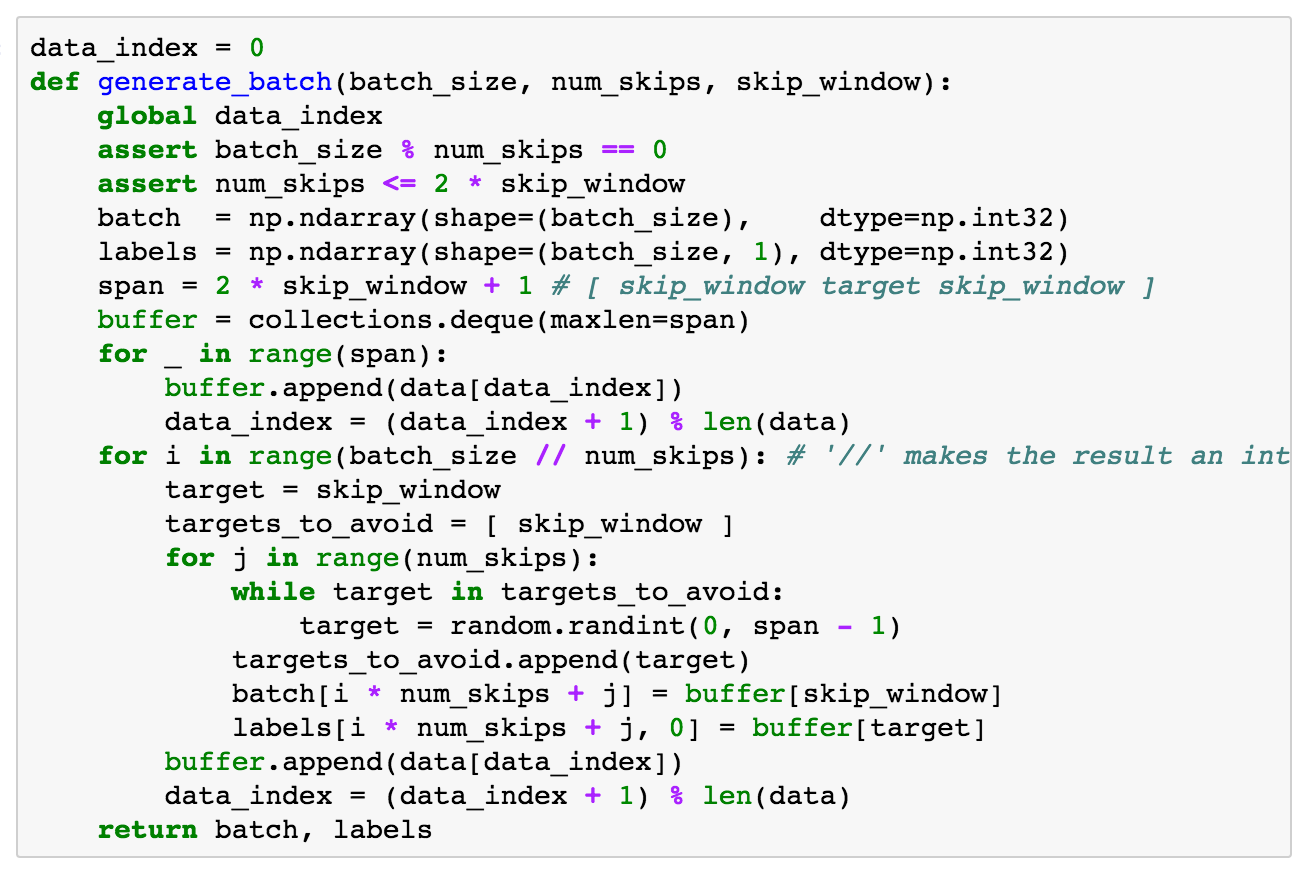 data_index = 0
def generate_batch(batch_size, num_skips, skip_window):
    global data_index
    assert batch_size % num_skips == 0
    assert num_skips <= 2 * skip_window
    batch  = np.ndarray(shape=(batch_size),    dtype=np.int32)
    labels = np.ndarray(shape=(batch_size, 1), dtype=np.int32)
    span = 2 * skip_window + 1 # [ skip_window target skip_window ]
    buffer = collections.deque(maxlen=span)
    for _ in range(span):
        buffer.append(data[data_index])
        data_index = (data_index + 1) % len(data)
    for i in range(batch_size // num_skips): # '//' makes the result an int
        target = skip_window
        targets_to_avoid = [ skip_window ]
        for j in range(num_skips):
            while target in targets_to_avoid:
                target = random.randint(0, span - 1)
            targets_to_avoid.append(target)
            batch[i * num_skips + j] = buffer[skip_window]
            labels[i * num_skips + j, 0] = buffer[target]
        buffer.append(data[data_index])
        data_index = (data_index + 1) % len(data)
    return batch, labels